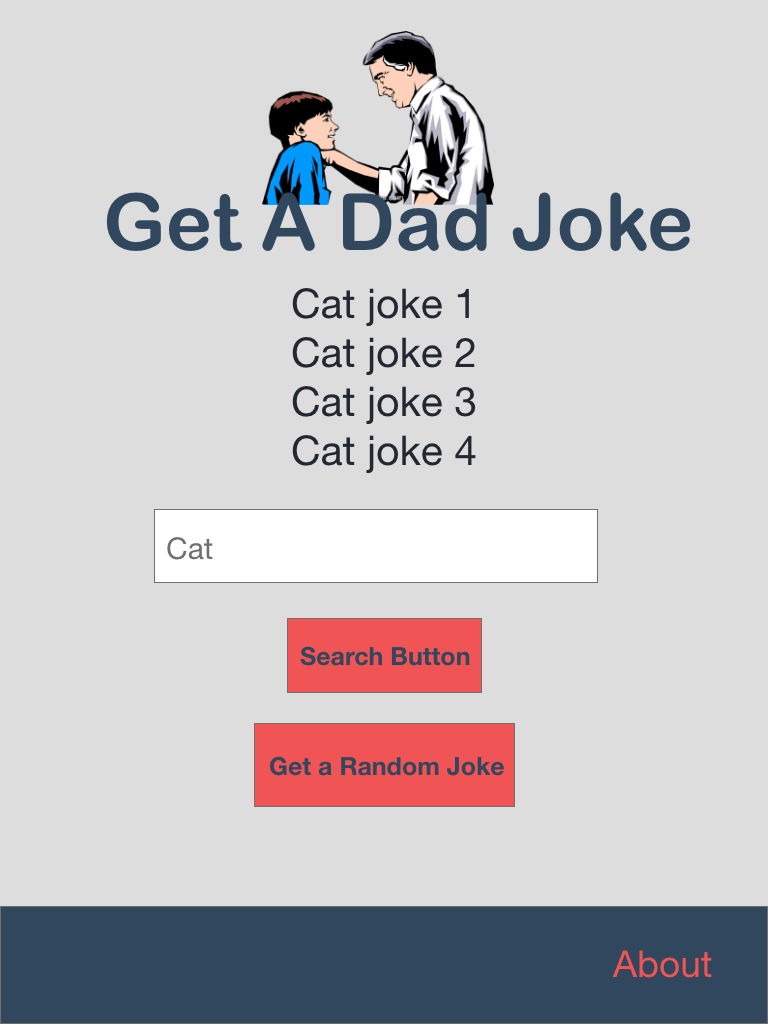 Get A Dad Joke
Cat joke 1
Cat joke 2
Cat joke 3
Cat joke 4
Cat
Search Button
Get a Random Joke
About